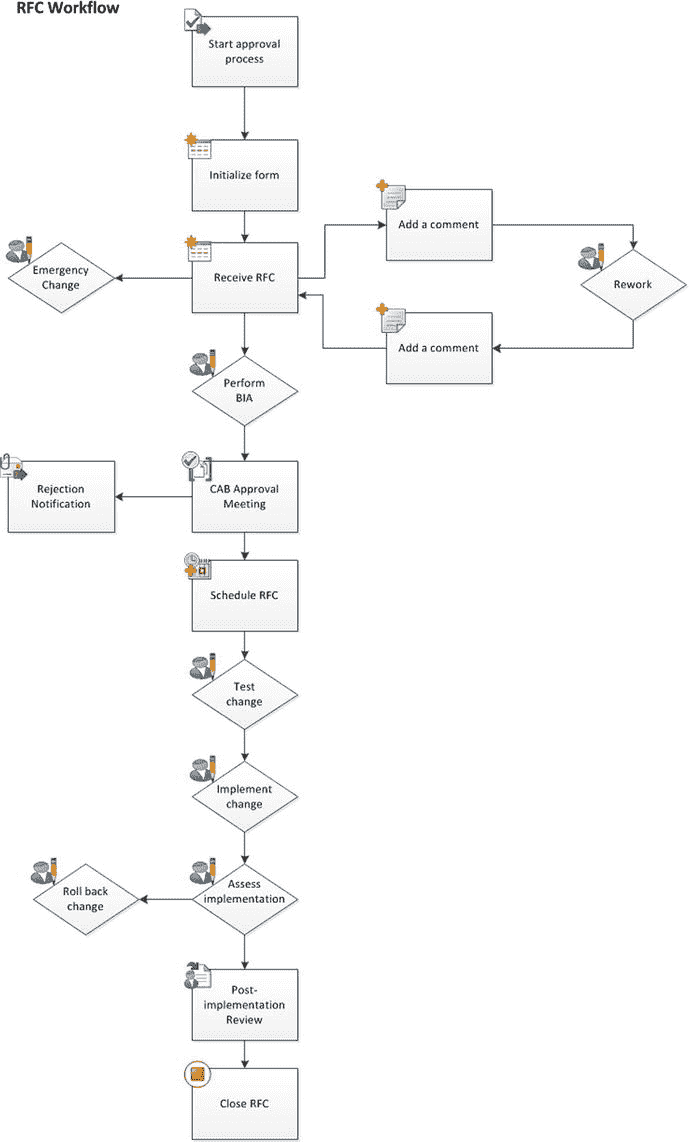 RFC Workflow
Start approval
process
Initialize form
Add a comment
Emergency
Change
Receive RFC
Rework
Add a comment
Perform
BIA
Rejection
Notification
CAB Approval
Meeting
Schedule RFC
Test
change
Implement
change
Roll back
change
Assess
implementation
Post-
implementation
Review
Close RFC